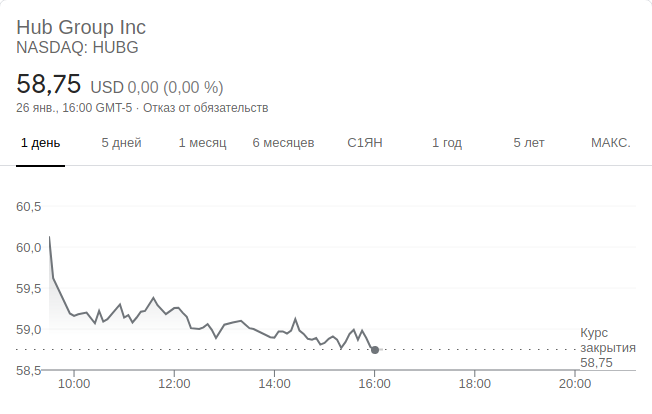 Hub Group Inc
NASDAQ: HUBG
58,75 USD 0,00 (0,00 %)
26 янв., 16:00 GMT-5 · Отказ от обязательств
1 день 5 дней 1 месяц 6 месяцев С1ЯН 1 год 5 лет МАКС.
60,5
60,0
59,5
59,0
Курс
закрытия
58,75
58,5
10:00 12:00 14:00 16:00 18:00 20:00